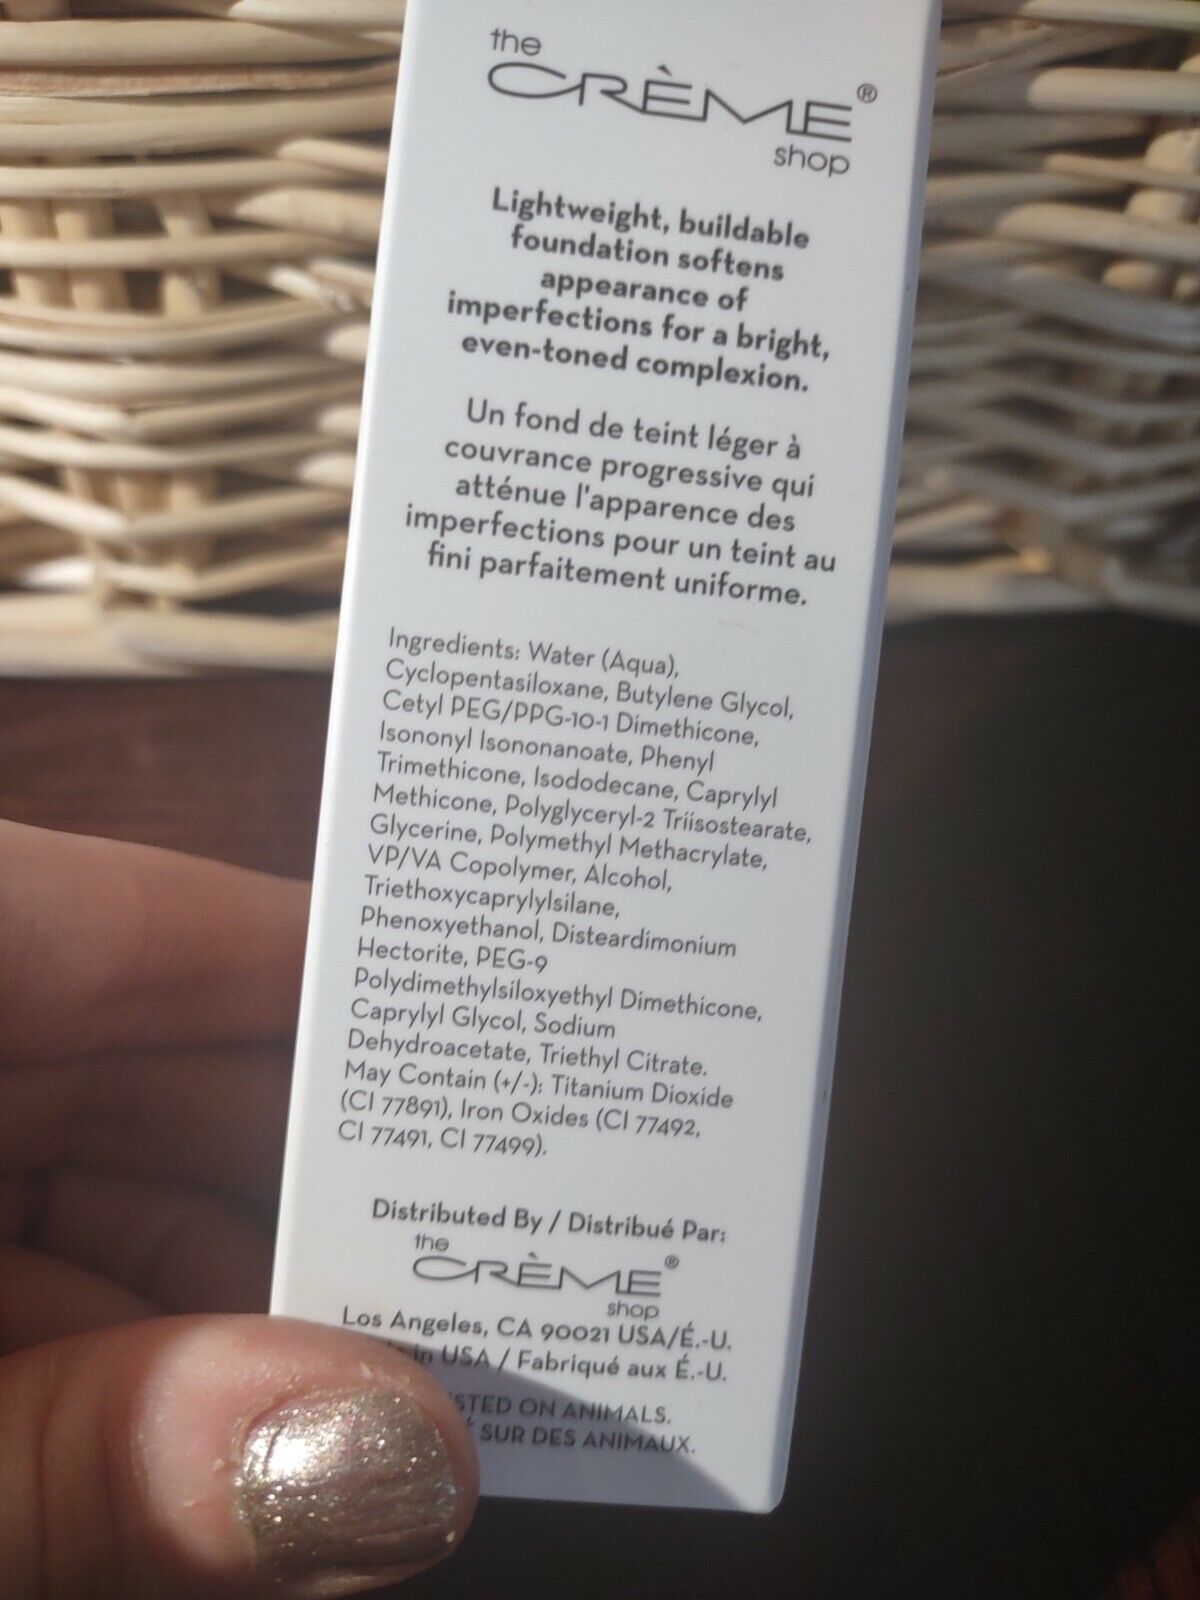 the
CRÈME®
shop
Lightweight, buildable
foundation softens
appearance of
imperfections for a bright,
even-toned complexion.
Un fond de teint léger à
couvrance progressive qui
atténue l'apparence des
imperfections pour un teint au
fini parfaitement uniforme.
Ingredients: Water (Aqua),
Cyclopentasiloxane, Butylene Glycol,
Cetyl PEG/PPG-10-1 Dimethicone,
Isononyl Isononanoate, Phenyl
Trimethicone, Isododecane, Caprylyl
Methicone, Polyglyceryl-2 Triisostearate,
Glycerine, Polymethyl Methacrylate,
VP/VA Copolymer, Alcohol,
Triethoxycaprylylsilane,
Phenoxyethanol, Disteardimonium
Hectorite, PEG-9
Polydimethylsiloxyethyl Dimethicone,
Caprylyl Glycol, Sodium
Dehydroacetate, Triethyl Citrate.
May Contain (+/-): Titanium Dioxide
(CI 77891), Iron Oxides (CI 77492,
CI 77491, CI 77499).
Distributed By / Distribué Par:
the
CRÈME®
shop
Los Angeles, CA 90021 USA/É.-U.
in USA / Fabriqué aux É.-U.
ON ANIMALS.
SUR DES ANIMAUX.